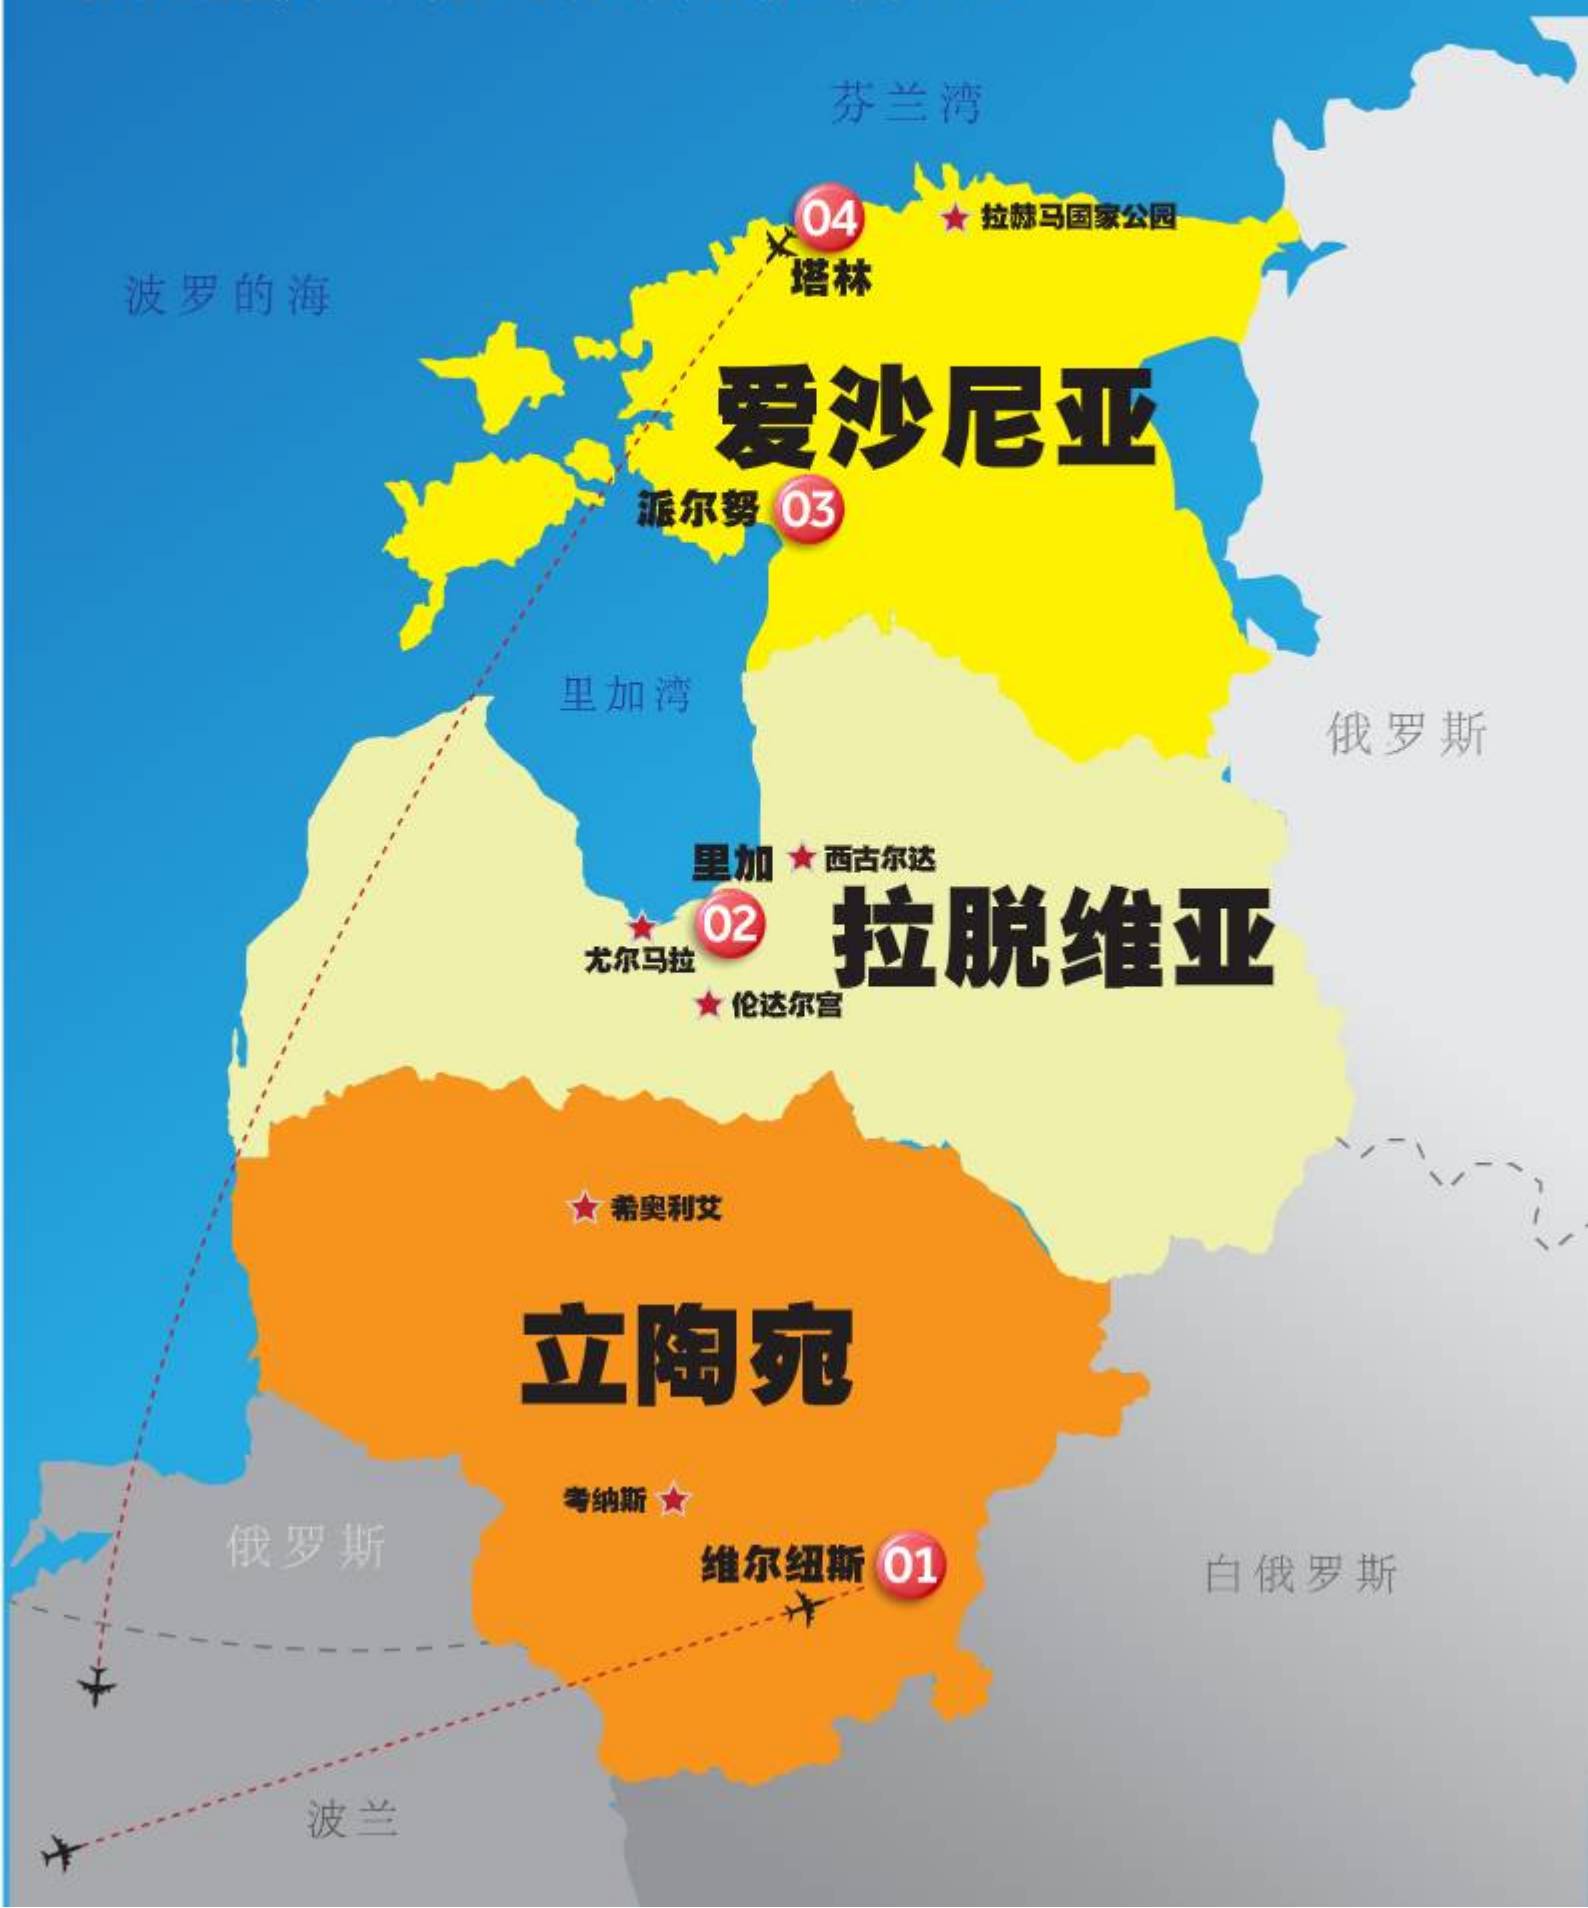 芬兰湾
04
拉赫马国家公园
塔林
波罗的海
爱沙尼亚
派尔努
03
里加湾
俄罗斯
里加
西古尔达
02
拉脱维亚
尤尔马拉
伦达尔宫
希奥利艾
立陶宛
考纳斯
俄罗斯
维尔纽斯
01
白俄罗斯
波兰